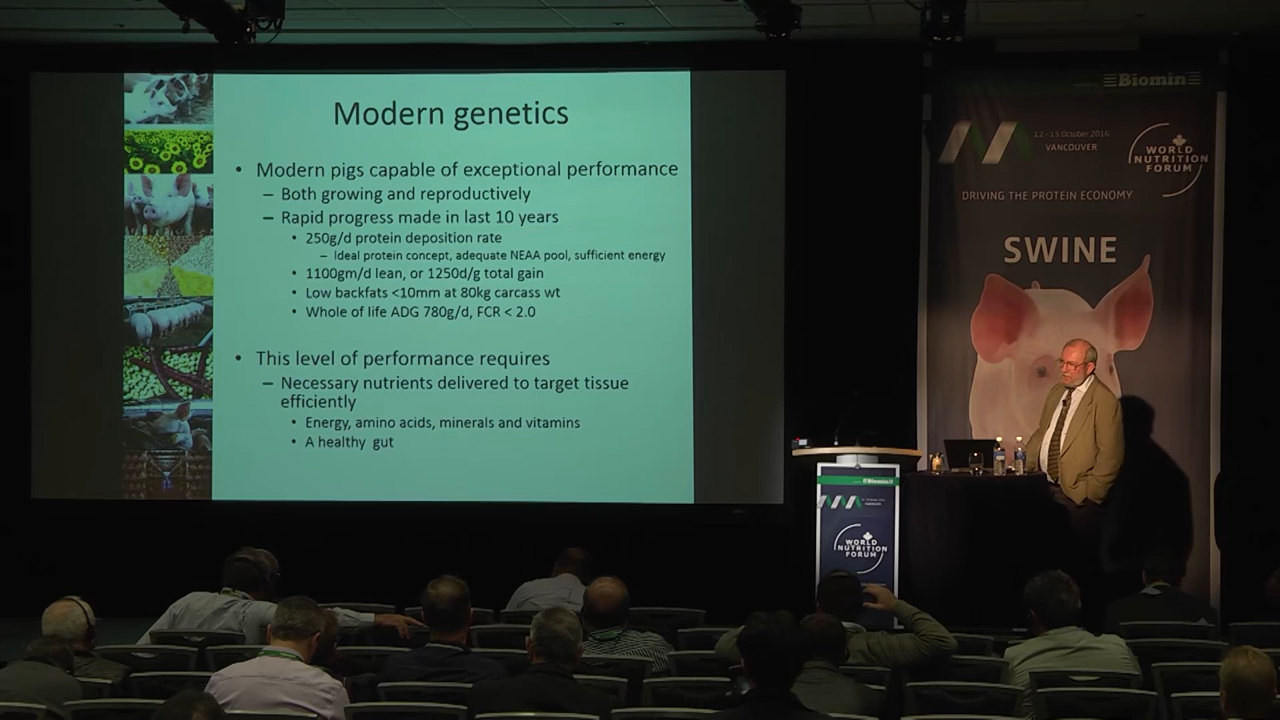 Modern genetics
• Modern pigs capable of exceptional performance
– Both growing and reproductively
– Rapid progress made in last 10 years
• 250g/d protein deposition rate
– Ideal protein concept, adequate NEAA pool, sufficient energy
• 1100gm/d lean, or 1250d/g total gain
• Low backfats <10mm at 80kg carcass wt
• Whole of life ADG 780g/d, FCR < 2.0
• This level of performance requires
– Necessary nutrients delivered to target tissue
efficiently
• Energy, amino acids, minerals and vitamins
• A healthy gut
Biomin
12 - 15 October 2016
VANCOUVER
WORLD
NUTRITION
FORUM
DRIVING THE PROTEIN ECONOMY
SWINE
Biomin
WORLD
NUTRITION
FORUM